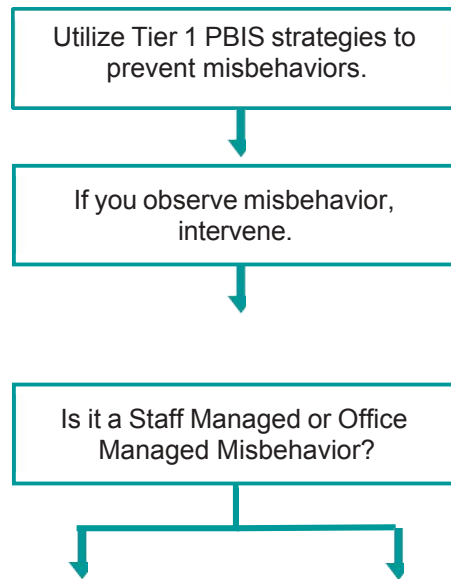 Utilize Tier 1 PBIS strategies to
prevent misbehaviors.
If you observe misbehavior,
intervene.
Is it a Staff Managed or Office
Managed Misbehavior?